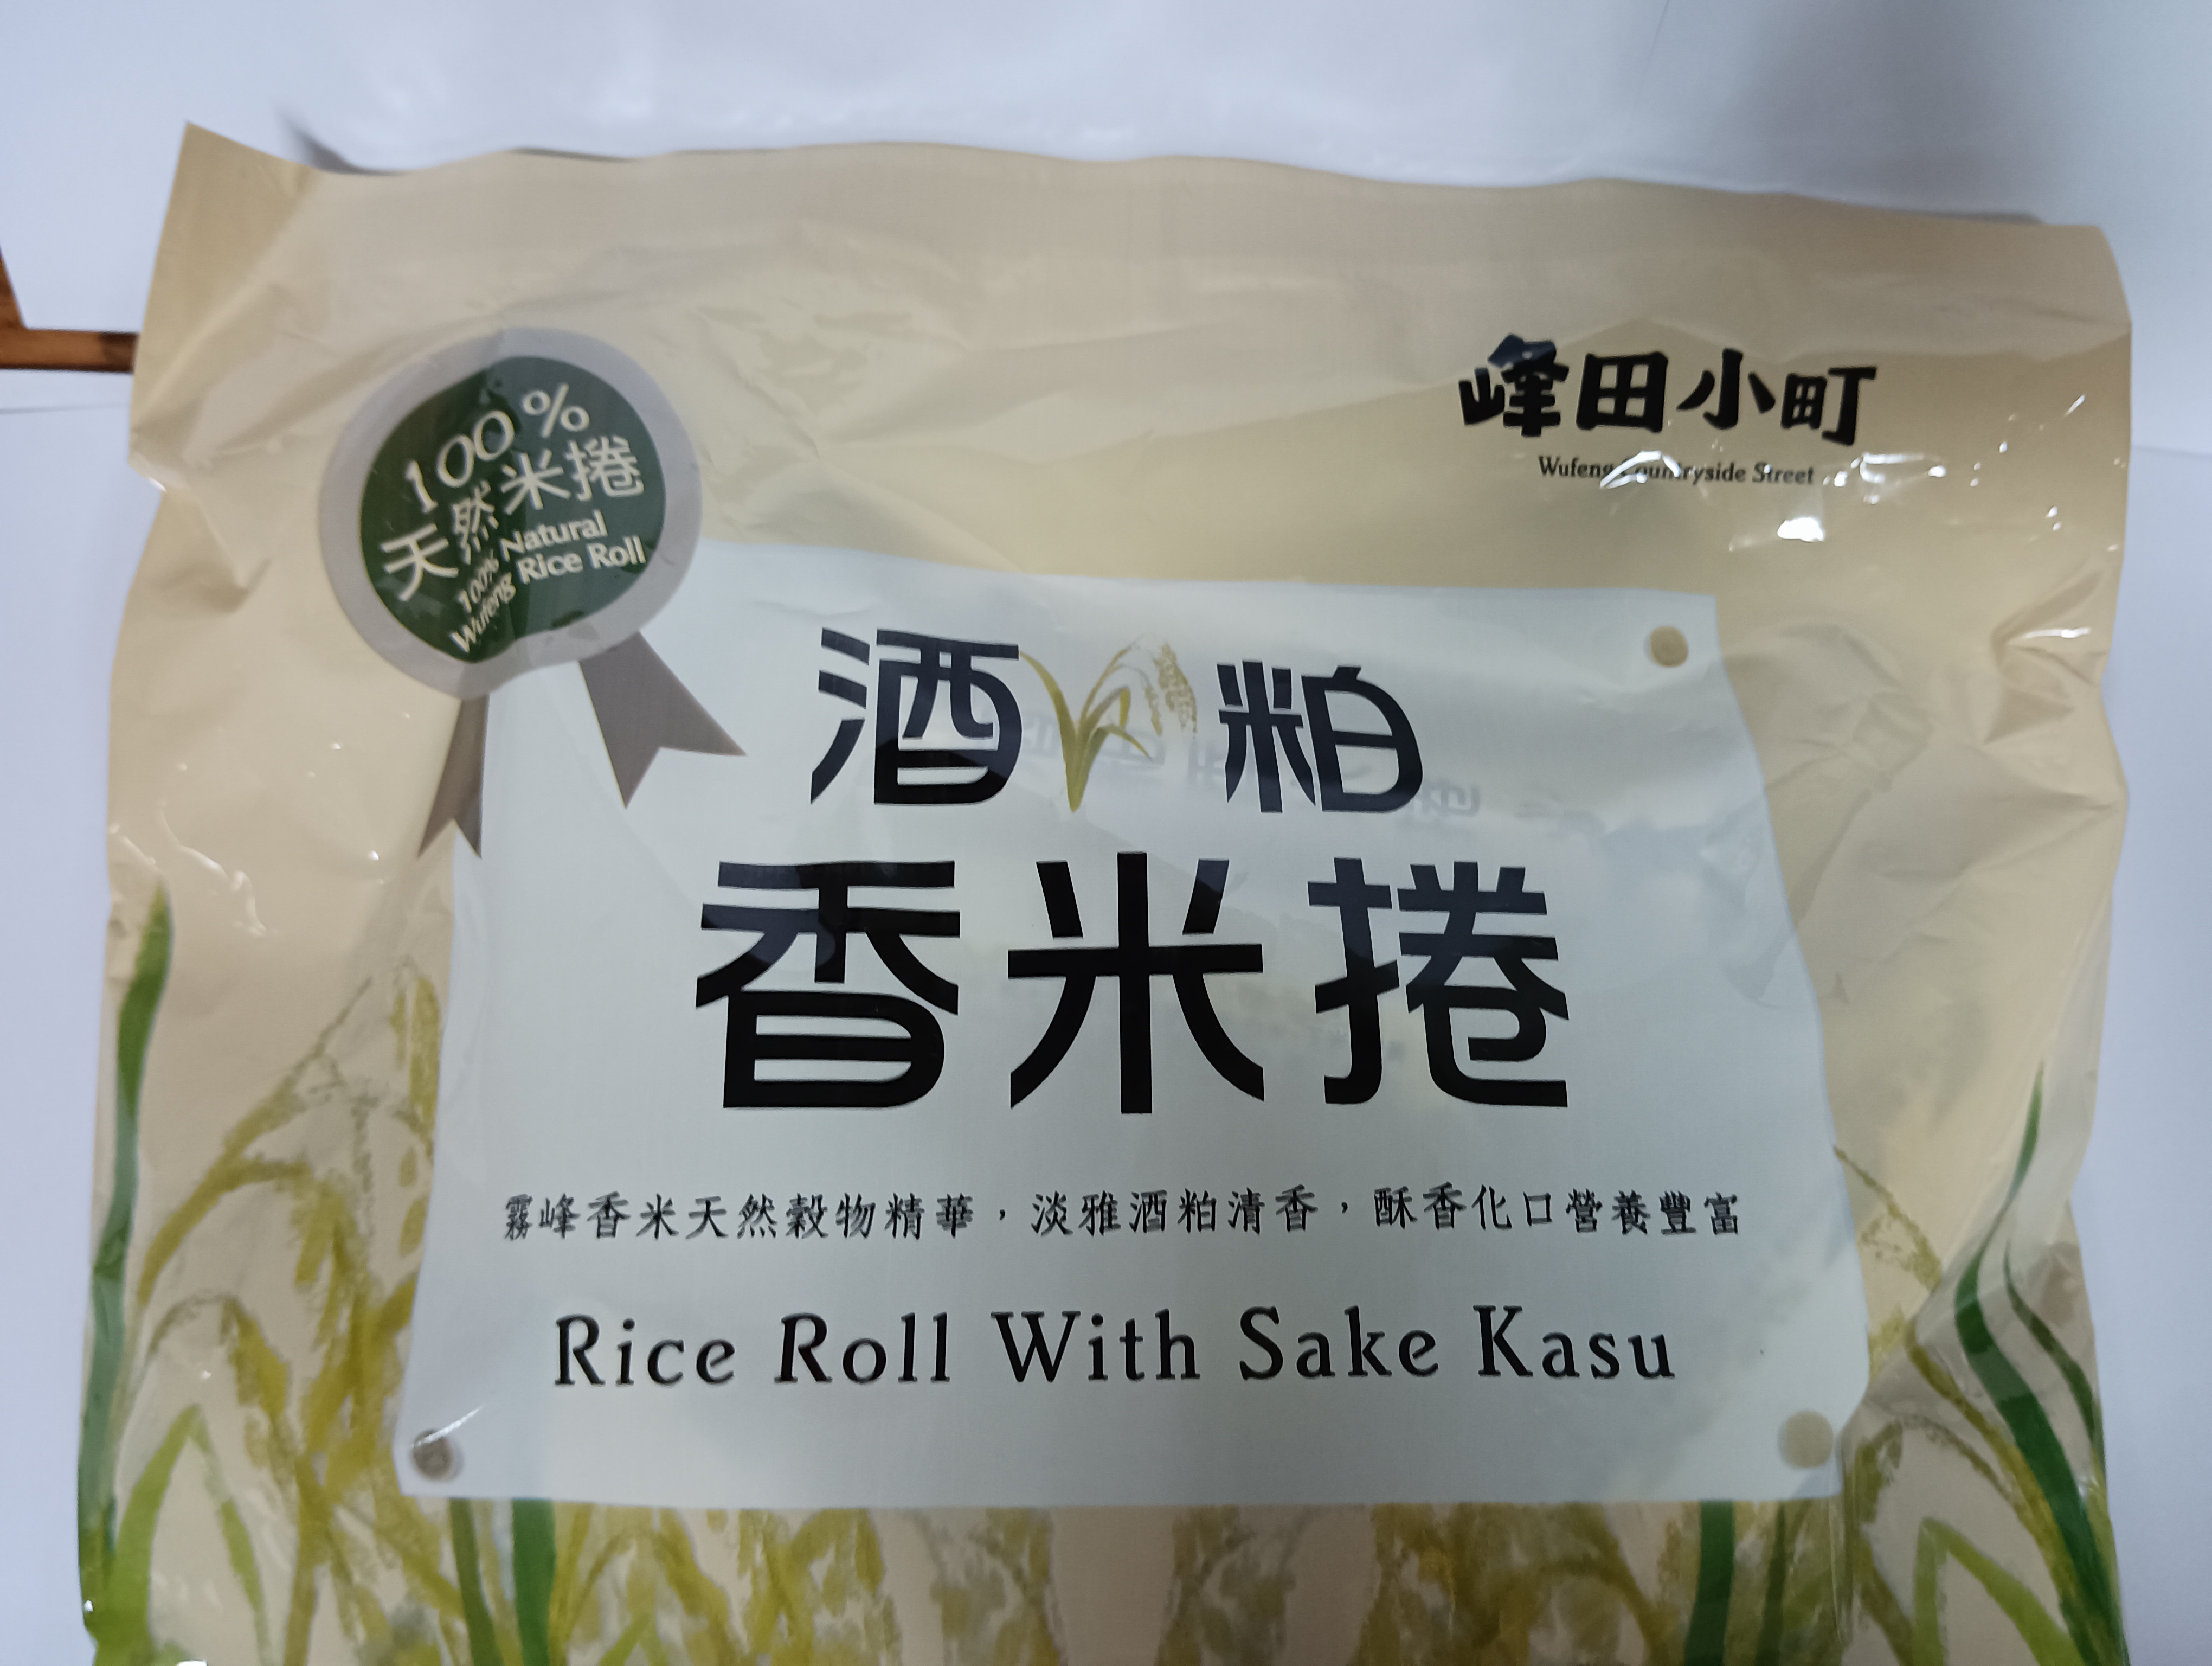 100%
天然米捲
100% Natural
Wufeng Rice Roll
峰田小町
Wufeng Countryside Street
酒粕
香米捲
霧峰香米天然穀物精華，淡雅酒粕清香，酥香化口營養豐富
Rice Roll With Sake Kasu